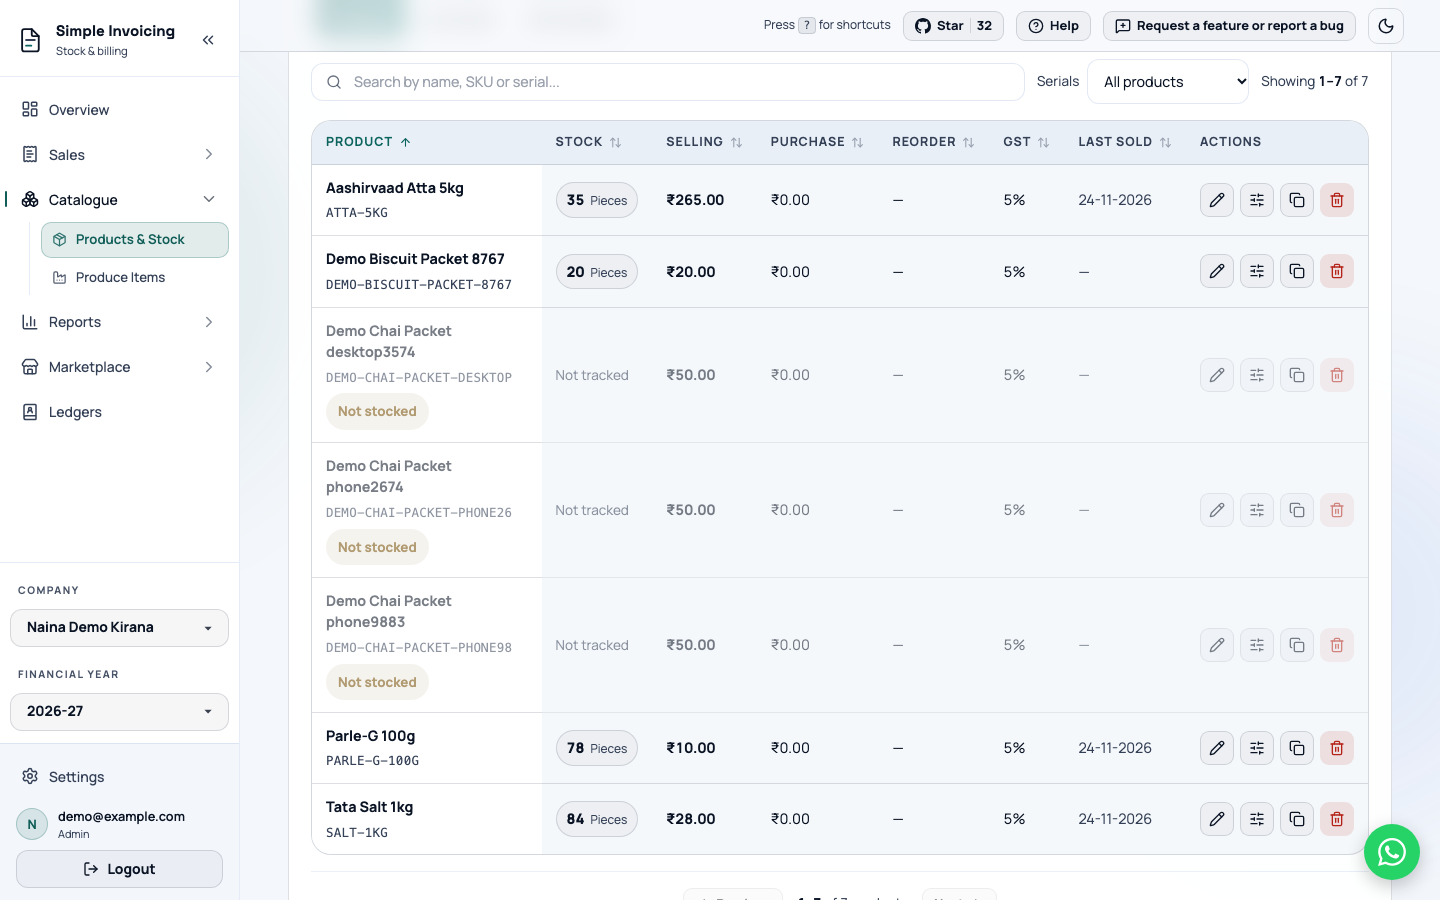 Simple Invoicing
Stock & billing
Press ? for shortcuts
Star 32
Help
Request a feature or report a bug
Overview
Sales
Catalogue
Products & Stock
Produce Items
Reports
Marketplace
Ledgers
COMPANY
Naina Demo Kirana
FINANCIAL YEAR
2026-27
Settings
N
demo@example.com
Admin
Logout
Search by name, SKU or serial...
Serials
All products
Showing 1–7 of 7
PRODUCT STOCK SELLING PURCHASE REORDER GST LAST SOLD ACTIONS
Aashirvaad Atta 5kg
ATTA-5KG
35 Pieces ₹265.00 ₹0.00 — 5% 24-11-2026
Demo Biscuit Packet 8767
DEMO-BISCUIT-PACKET-8767
20 Pieces ₹20.00 ₹0.00 — 5% —
Demo Chai Packet
desktop3574
DEMO-CHAI-PACKET-DESKTOP
Not stocked
Not tracked ₹50.00 ₹0.00 — 5% —
Demo Chai Packet
phone2674
DEMO-CHAI-PACKET-PHONE26
Not stocked
Not tracked ₹50.00 ₹0.00 — 5% —
Demo Chai Packet
phone9883
DEMO-CHAI-PACKET-PHONE98
Not stocked
Not tracked ₹50.00 ₹0.00 — 5% —
Parle-G 100g
PARLE-G-100G
78 Pieces ₹10.00 ₹0.00 — 5% 24-11-2026
Tata Salt 1kg
SALT-1KG
84 Pieces ₹28.00 ₹0.00 — 5% 24-11-2026